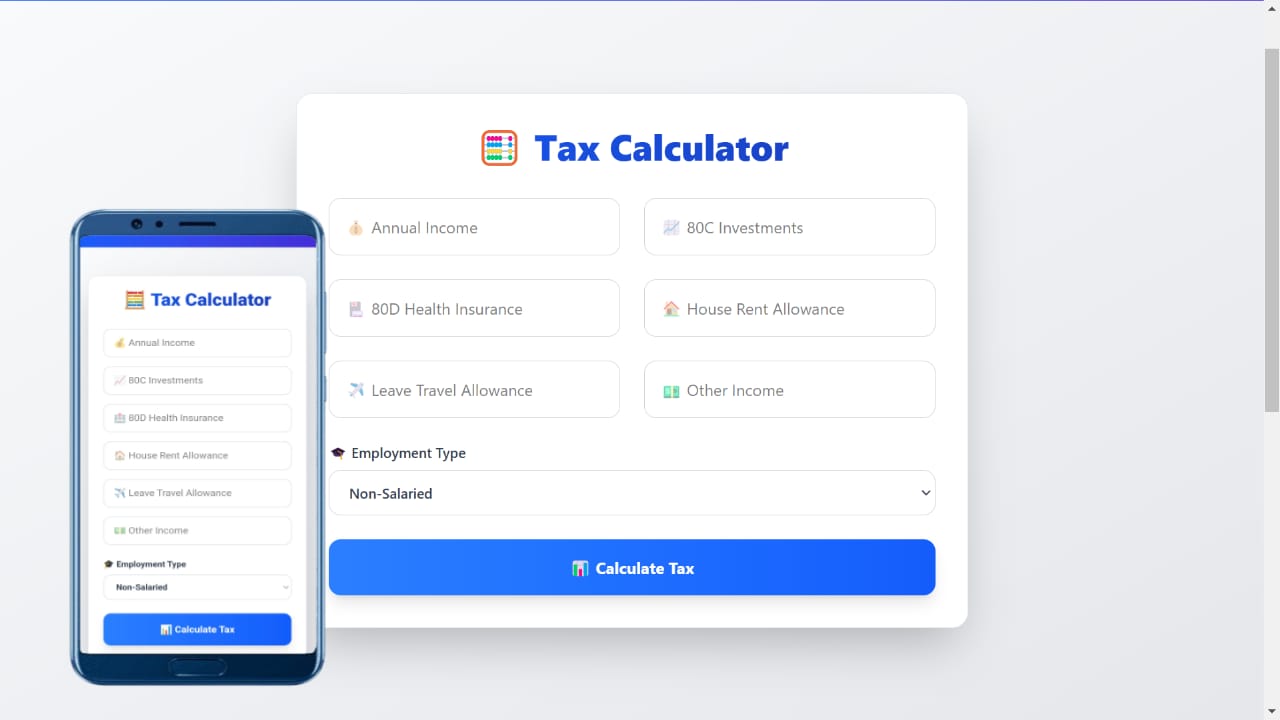 Tax Calculator
Annual Income
80C Investments
80D Health Insurance
House Rent Allowance
Leave Travel Allowance
Other Income
Employment Type
Non-Salaried
Calculate Tax
Tax Calculator
Annual Income
80C Investments
80D Health Insurance
House Rent Allowance
Leave Travel Allowance
Other Income
Employment Type
Non-Salaried
Calculate Tax